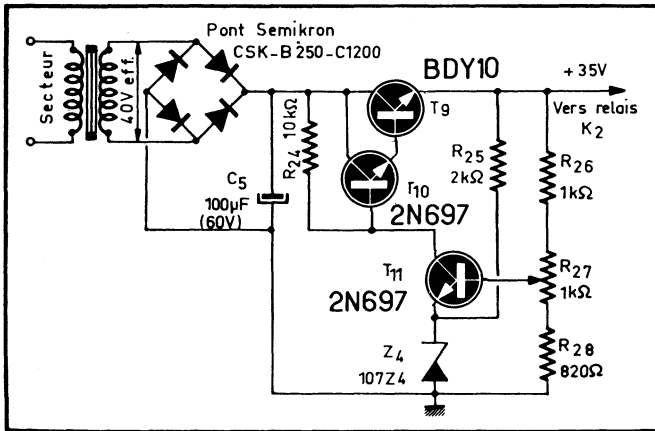 Pont Semikron
CSK-B250-C1200
Secteur
40V eff.
BDY10
T9
+35V
Vers relais
K2
R24 10kΩ
R25
2kΩ
R26
1kΩ
C5
100µF
(60V)
T10
2N697
T11
2N697
R27
1kΩ
Z4
107Z4
R28
820Ω